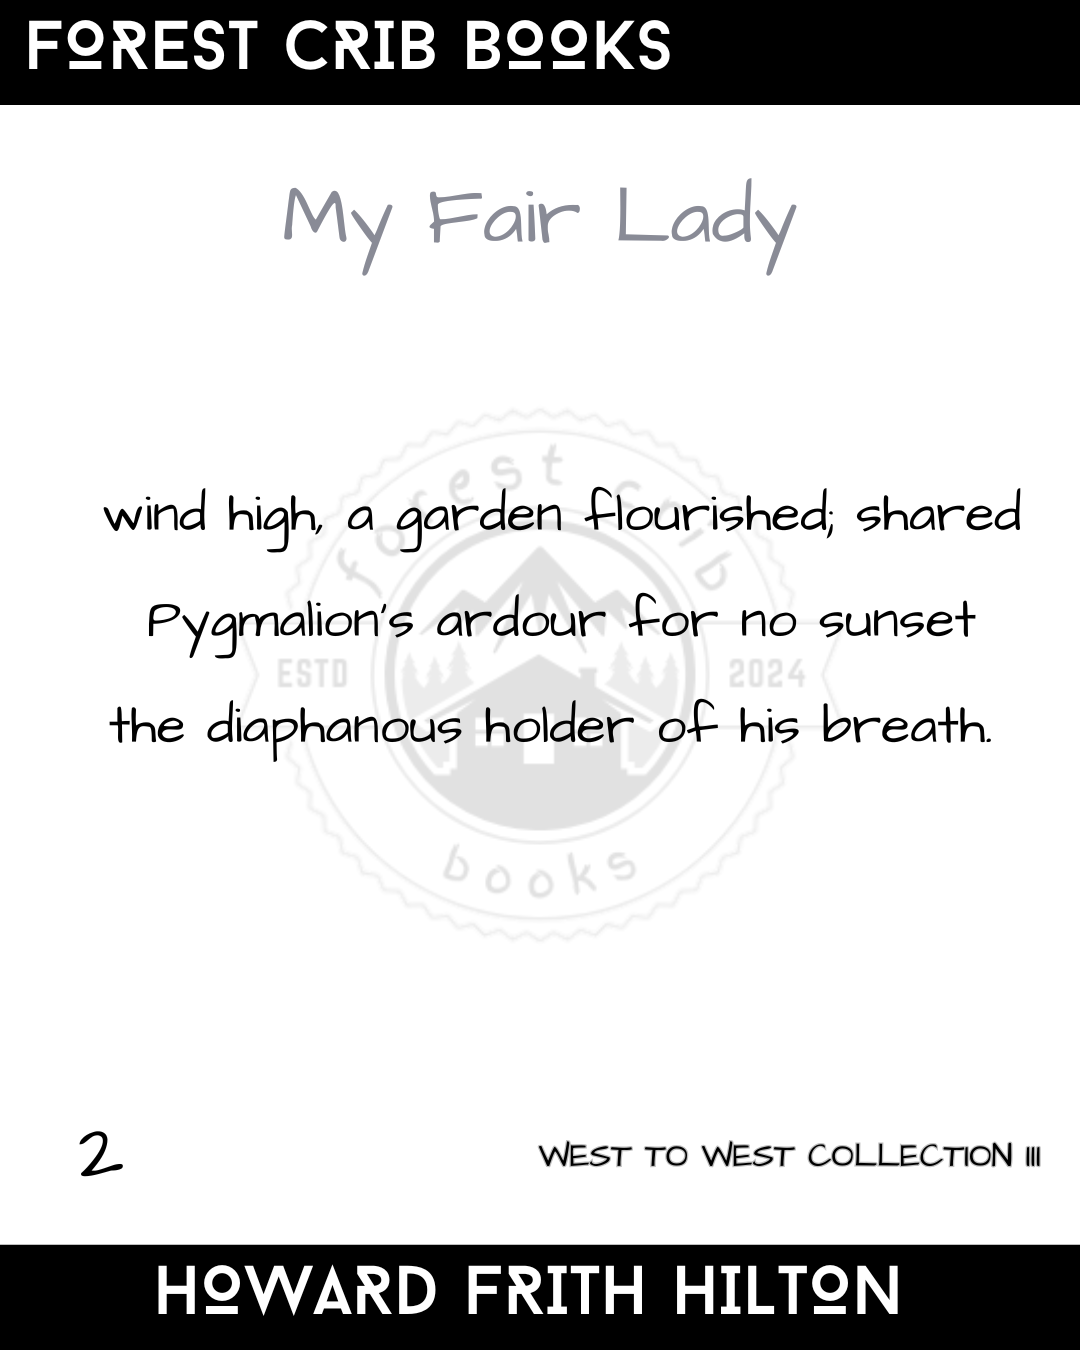 FOREST CRIB BOOKS
My Fair Lady
forest crib
wind high, a garden flourished; shared
Pygmalion's ardour for no sunset
ESTD 2024
the diaphanous holder of his breath.
books
2
WEST TO WEST COLLECTION III
HOWARD FRITH HILTON